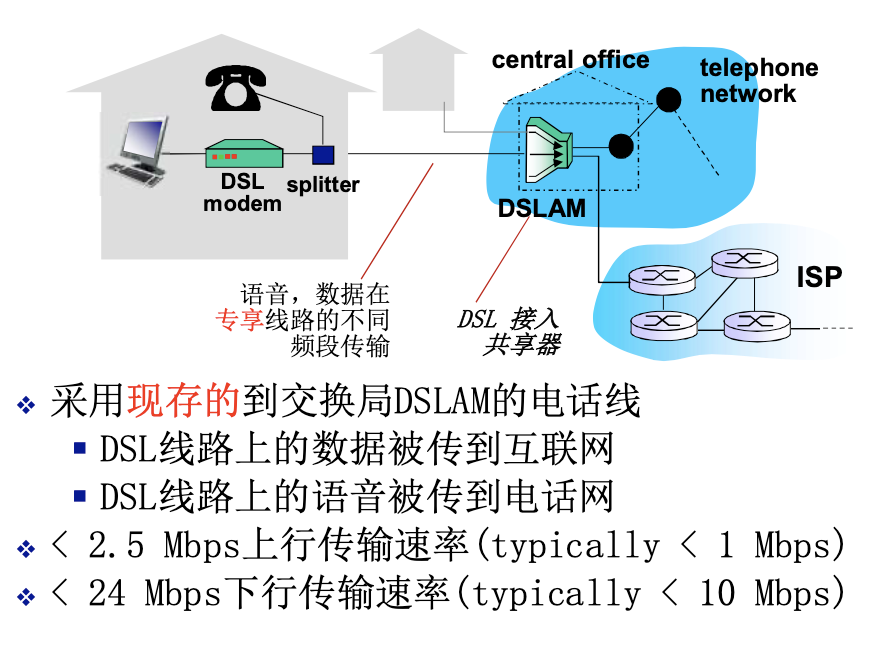 central office
telephone
network
DSL
modem
splitter
DSLAM
ISP
语音，数据在
专享线路的不同
频段传输
DSL 接入
共享器
采用现存的到交换局DSLAM的电话线
DSL线路上的数据被传到互联网
DSL线路上的语音被传到电话网
< 2.5 Mbps上行传输速率(typically < 1 Mbps)
< 24 Mbps下行传输速率(typically < 10 Mbps)